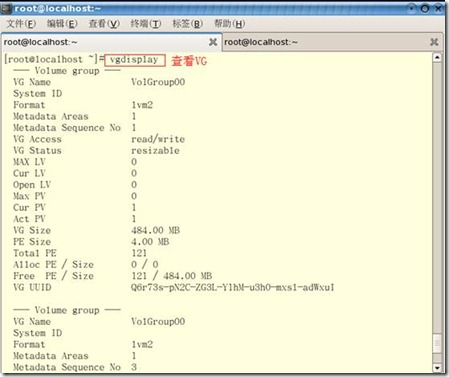 root@localhost:~
文件(F) 编辑(E) 查看(V) 终端(T) 标签(B) 帮助(H)
root@localhost:~ root@localhost:~
[root@localhost ~]# vgdisplay 查看VG
--- Volume group ---
VG Name VolGroup00
System ID
Format lvm2
Metadata Areas 1
Metadata Sequence No 1
VG Access read/write
VG Status resizable
MAX LV 0
Cur LV 0
Open LV 0
Max PV 0
Cur PV 1
Act PV 1
VG Size 484.00 MB
PE Size 4.00 MB
Total PE 121
Alloc PE / Size 0 / 0
Free PE / Size 121 / 484.00 MB
VG UUID Q6r73s-pN2C-ZG3L-YlhM-u3h0-mxs1-adWxuI
--- Volume group ---
VG Name VolGroup00
System ID
Format lvm2
Metadata Areas 1
Metadata Sequence No 3